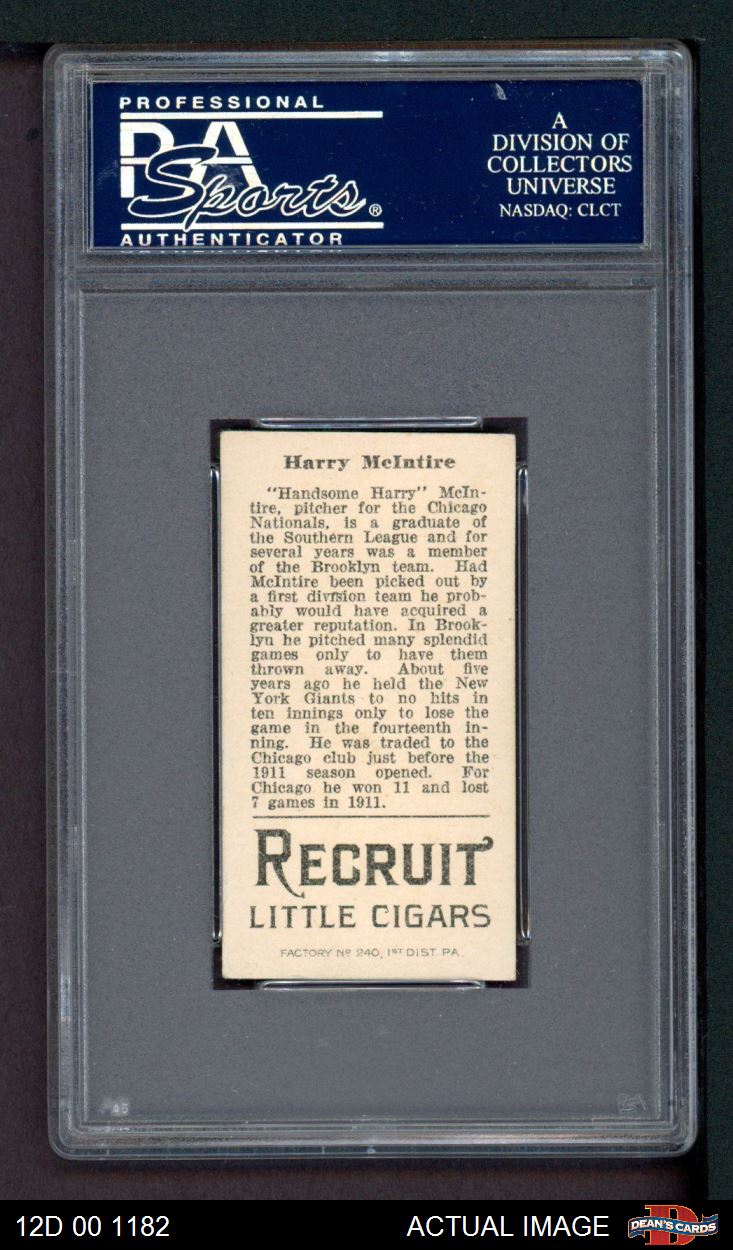 PROFESSIONAL
PSA
Sports®
AUTHENTICATOR
A
DIVISION OF
COLLECTORS
UNIVERSE
NASDAQ: CLCT
Harry McIntire
"Handsome Harry" McIn-
tire, pitcher for the Chicago
Nationals, is a graduate of
the Southern League and for
several years was a member
of the Brooklyn team. Had
McIntire been picked out by
a first division team he prob-
ably would have acquired a
greater reputation. In Brook-
lyn he pitched many splendid
games only to have them
thrown away. About five
years ago he held the New
York Giants to no hits in
ten innings only to lose the
game in the fourteenth in-
ning. He was traded to the
Chicago club just before the
1911 season opened. For
Chicago he won 11 and lost
7 games in 1911.
RECRUIT
LITTLE CIGARS
FACTORY Nº 240, 1ST DIST. PA.
PSA
12D 00 1182
ACTUAL IMAGE
DEAN'S CARDS